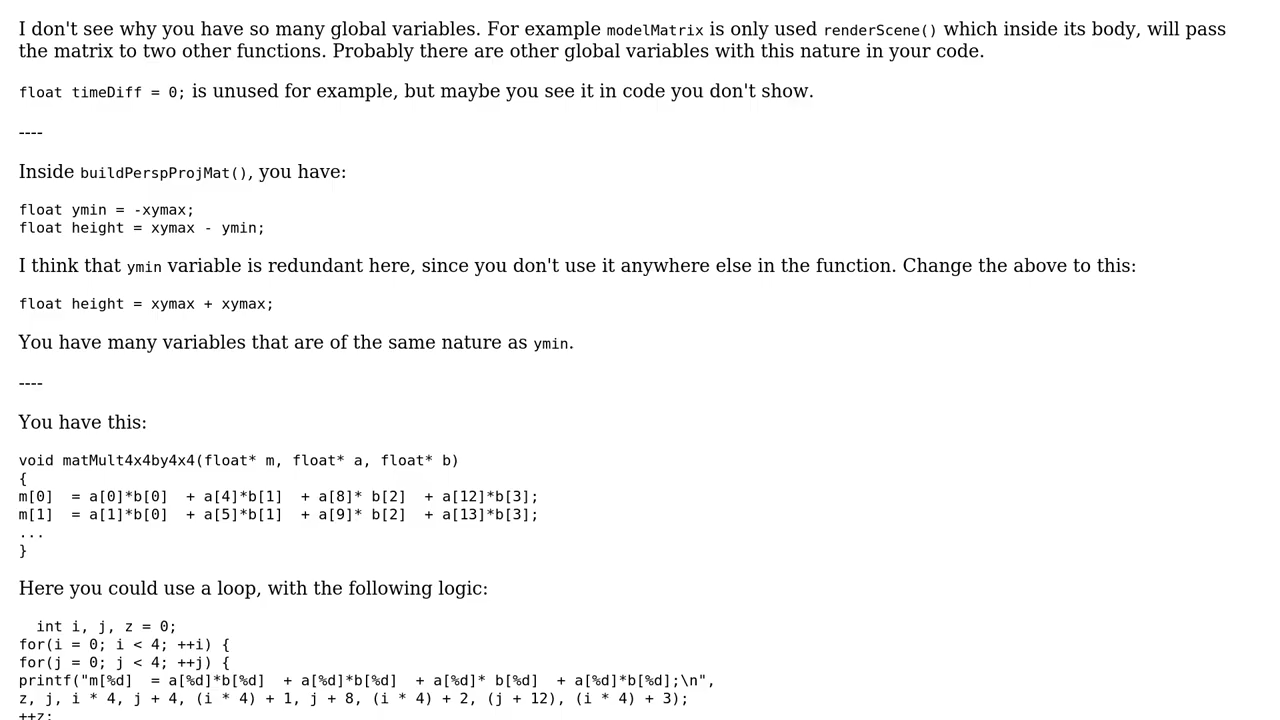 I don't see why you have so many global variables. For example modelMatrix is only used renderScene() which inside its body, will pass
the matrix to two other functions. Probably there are other global variables with this nature in your code.
float timeDiff = 0; is unused for example, but maybe you see it in code you don't show.
----
Inside buildPerspProjMat(), you have:
float ymin = -xymax;
float height = xymax - ymin;
I think that ymin variable is redundant here, since you don't use it anywhere else in the function. Change the above to this:
float height = xymax + xymax;
You have many variables that are of the same nature as ymin.
----
You have this:
void matMult4x4by4x4(float* m, float* a, float* b)
{
m[0]  = a[0]*b[0]  + a[4]*b[1]  + a[8]* b[2]  + a[12]*b[3];
m[1]  = a[1]*b[0]  + a[5]*b[1]  + a[9]* b[2]  + a[13]*b[3];
...
}
Here you could use a loop, with the following logic:
  int i, j, z = 0;
for(i = 0; i < 4; ++i) {
for(j = 0; j < 4; ++j) {
printf("m[%d]  = a[%d]*b[%d]  + a[%d]*b[%d]  + a[%d]* b[%d]  + a[%d]*b[%d];\n",
z, j, i * 4, j + 4, (i * 4) + 1, j + 8, (i * 4) + 2, (j + 12), (i * 4) + 3);
++z;